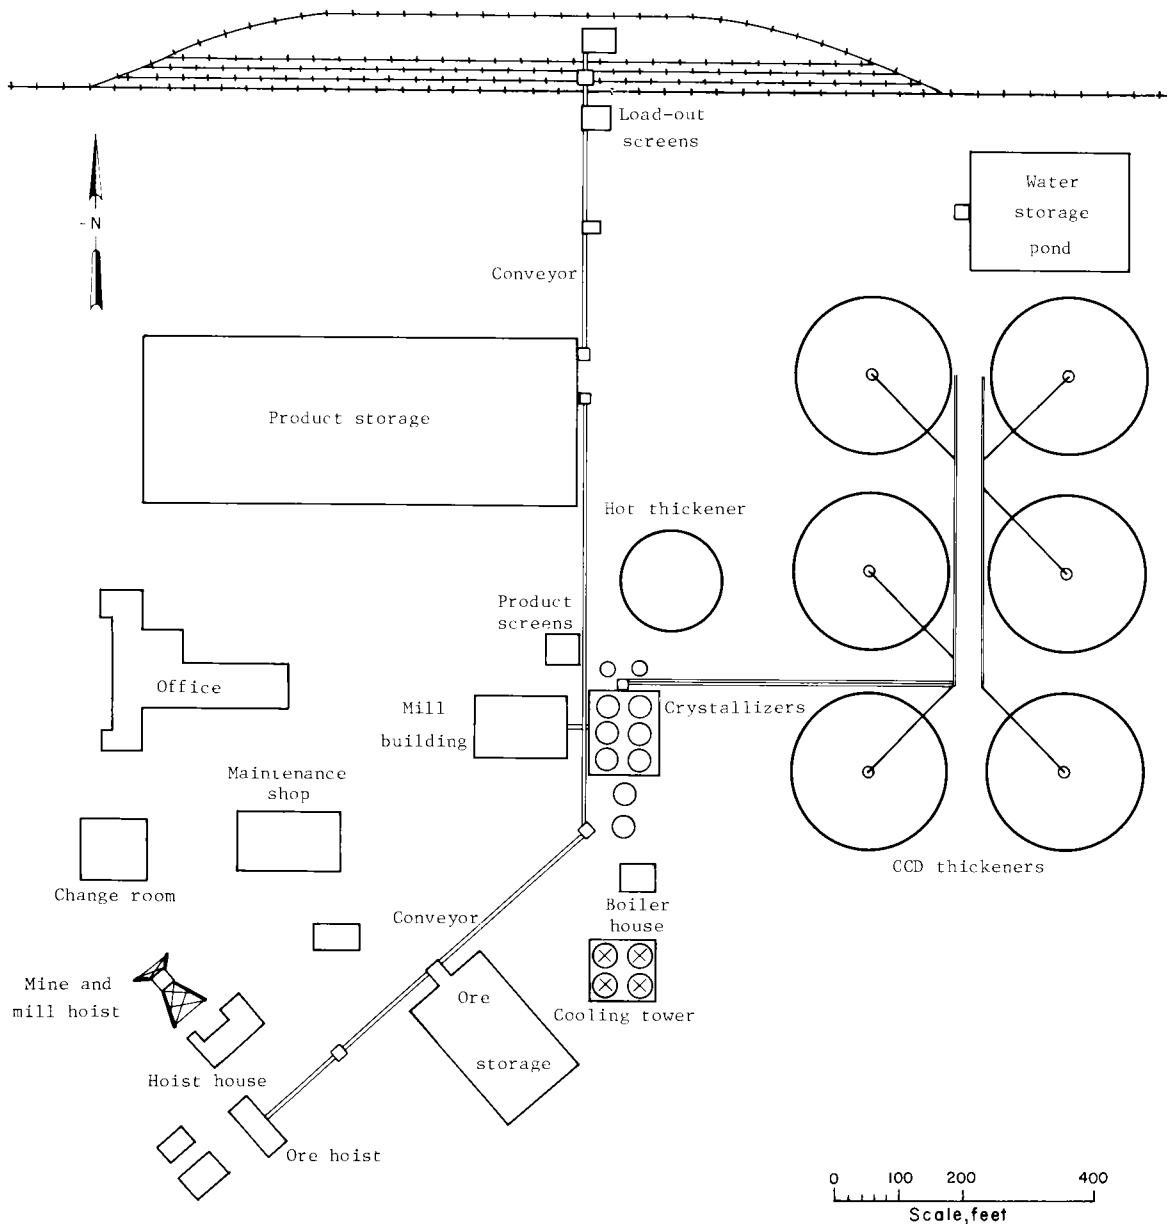 Load-out
screens
Water
storage
pond
-N
Conveyor
Product storage
Hot thickener
Product
screens
Office
Mill
building
Crystallizers
Maintenance
shop
CCD thickeners
Change room
Boiler
house
Conveyor
Mine and
mill hoist
Ore
storage
Cooling tower
Hoist house
Ore hoist
0 100 200 400
Scale, feet